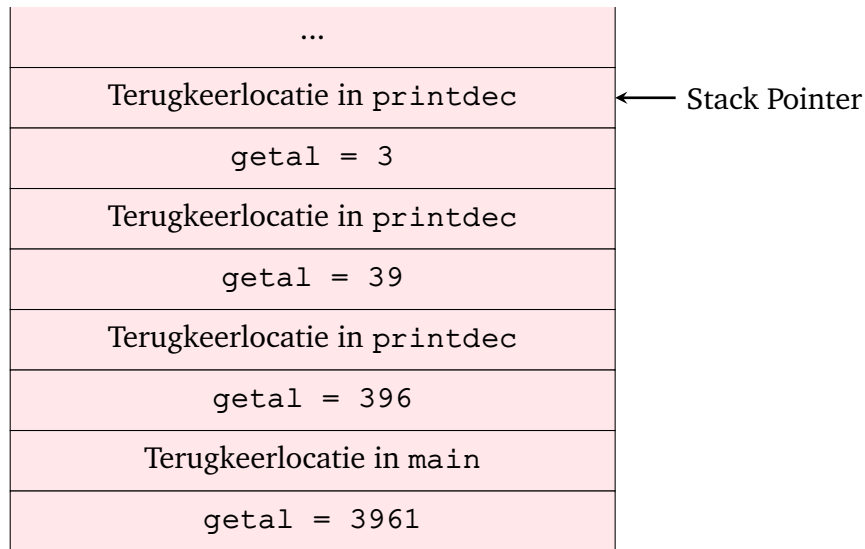 ...
Terugkeerlocatie in printdec
Stack Pointer
getal = 3
Terugkeerlocatie in printdec
getal = 39
Terugkeerlocatie in printdec
getal = 396
Terugkeerlocatie in main
getal = 3961